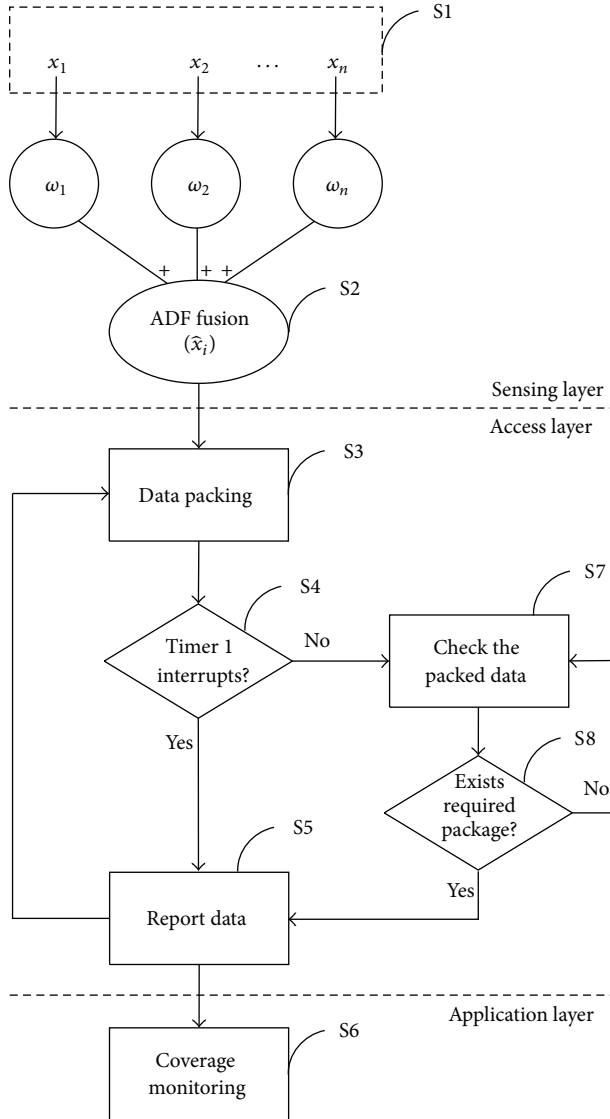 S1
x₁ x₂ … xₙ
ω₁ ω₂ ωₙ
+ + +
S2
ADF fusion
(x̂ᵢ)
Sensing layer
Access layer
S3
Data packing
S4
Timer 1
interrupts?
No
Yes
S7
Check the
packed data
S8
Exists
required
package?
No
Yes
S5
Report data
Application layer
S6
Coverage
monitoring